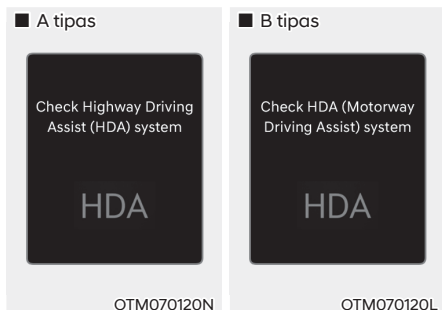 ■ A tipas
Check Highway Driving
Assist (HDA) system
HDA
OTM070120N
■ B tipas
Check HDA (Motorway
Driving Assist) system
HDA
OTM070120L